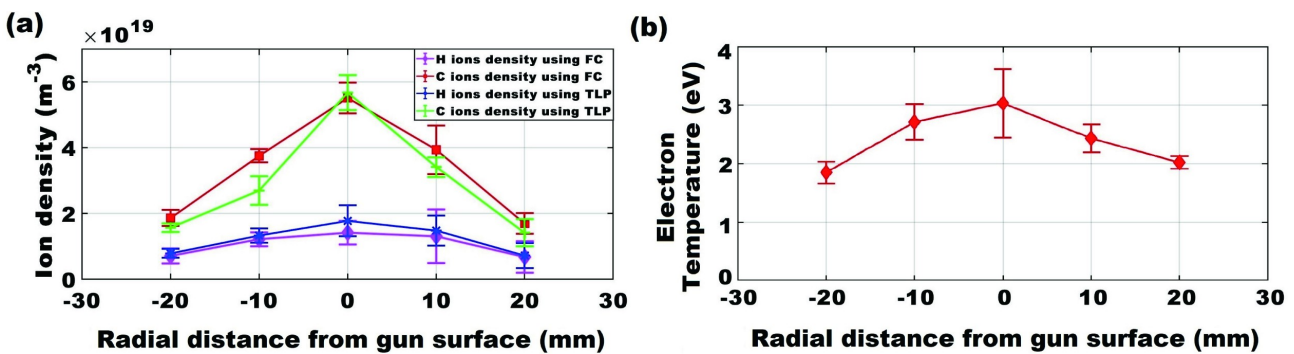 (a)
×10^19
Ion density (m^-3)
6
4
2
0
-30 -20 -10 0 10 20 30
Radial distance from gun surface (mm)
H ions density using FC
C ions density using FC
H ions density using TLP
C ions density using TLP
(b)
Electron
Temperature (eV)
4
3
2
1
0
-30 -20 -10 0 10 20 30
Radial distance from gun surface (mm)